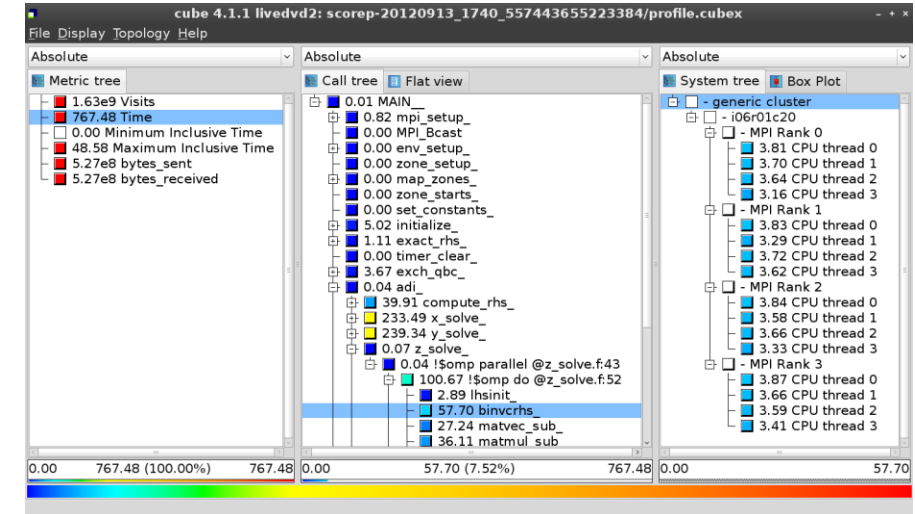 cube 4.1.1 livedvd2: scorep-20120913_1740_557443655223384/profile.cubex
File Display Topology Help
Absolute
Metric tree
1.63e9 Visits
767.48 Time
0.00 Minimum Inclusive Time
48.58 Maximum Inclusive Time
5.27e8 bytes_sent
5.27e8 bytes_received
0.00 767.48 (100.00%) 767.48
Absolute
Call tree Flat view
0.01 MAIN__
0.82 mpi_setup_
0.00 MPI_Bcast
0.00 env_setup_
0.00 zone_setup_
0.00 map_zones_
0.00 zone_starts_
0.00 set_constants_
5.02 initialize_
1.11 exact_rhs_
0.00 timer_clear_
3.67 exch_qbc_
0.04 adi_
39.91 compute_rhs_
233.49 x_solve_
239.34 y_solve_
0.07 z_solve_
0.04 !$omp parallel @z_solve.f:43
100.67 !$omp do @z_solve.f:52
2.89 lhsinit_
57.70 binvcrhs_
27.24 matvec_sub_
36.11 matmul_sub
0.00 57.70 (7.52%) 767.48
Absolute
System tree Box Plot
- generic cluster
- i06r01c20
- MPI Rank 0
3.81 CPU thread 0
3.70 CPU thread 1
3.64 CPU thread 2
3.16 CPU thread 3
- MPI Rank 1
3.83 CPU thread 0
3.29 CPU thread 1
3.72 CPU thread 2
3.62 CPU thread 3
- MPI Rank 2
3.84 CPU thread 0
3.58 CPU thread 1
3.66 CPU thread 2
3.33 CPU thread 3
- MPI Rank 3
3.87 CPU thread 0
3.66 CPU thread 1
3.59 CPU thread 2
3.41 CPU thread 3
0.00 57.70